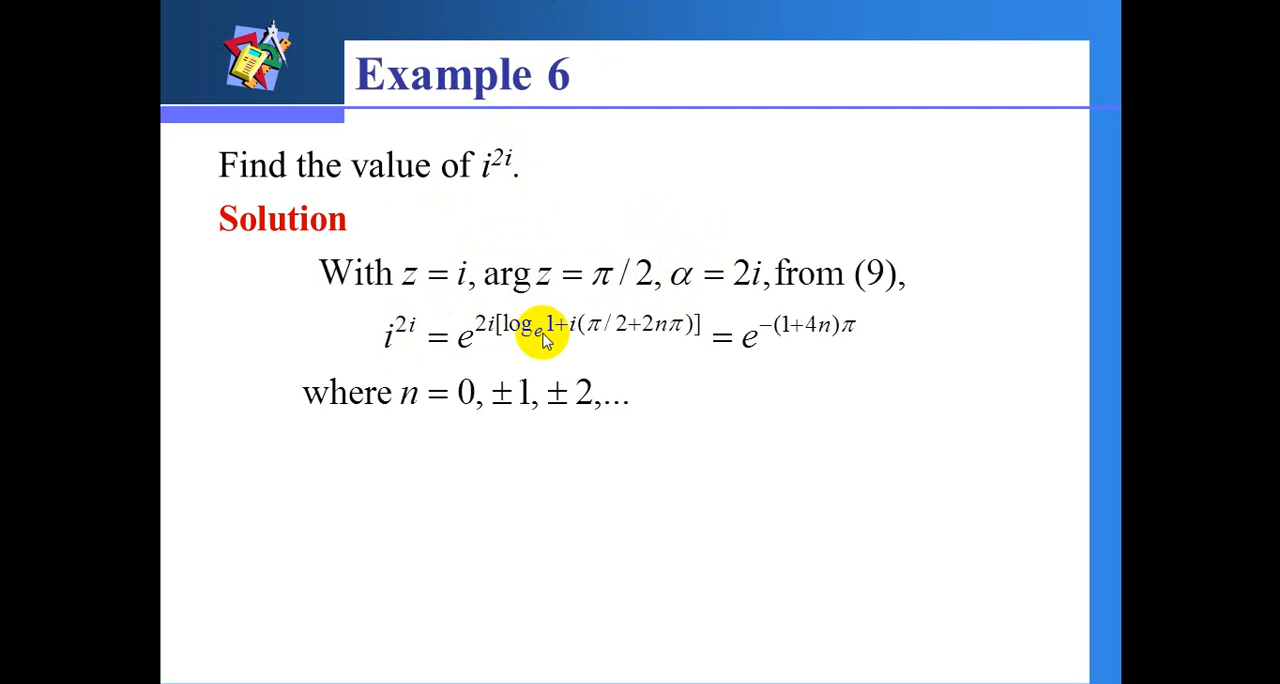 Example 6
Find the value of i^{2i}.
Solution
With z = i, arg z = π / 2, α = 2i, from (9),
i^{2i} = e^{2i[log_e 1+i(π/2+2nπ)]} = e^{−(1+4n)π}
where n = 0, ±1, ± 2,...